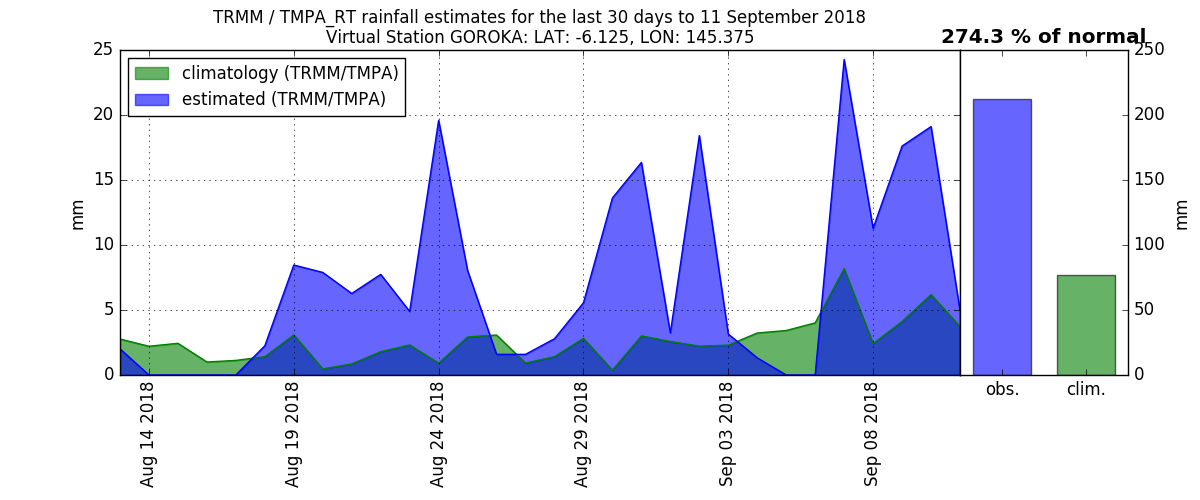 TRMM / TMPA_RT rainfall estimates for the last 30 days to 11 September 2018
Virtual Station GOROKA: LAT: -6.125, LON: 145.375
274.3 % of normal
climatology (TRMM/TMPA)
estimated (TRMM/TMPA)
25
20
15
10
5
0
mm
250
200
150
100
50
0
mm
Aug 14 2018
Aug 19 2018
Aug 24 2018
Aug 29 2018
Sep 03 2018
Sep 08 2018
obs.
clim.